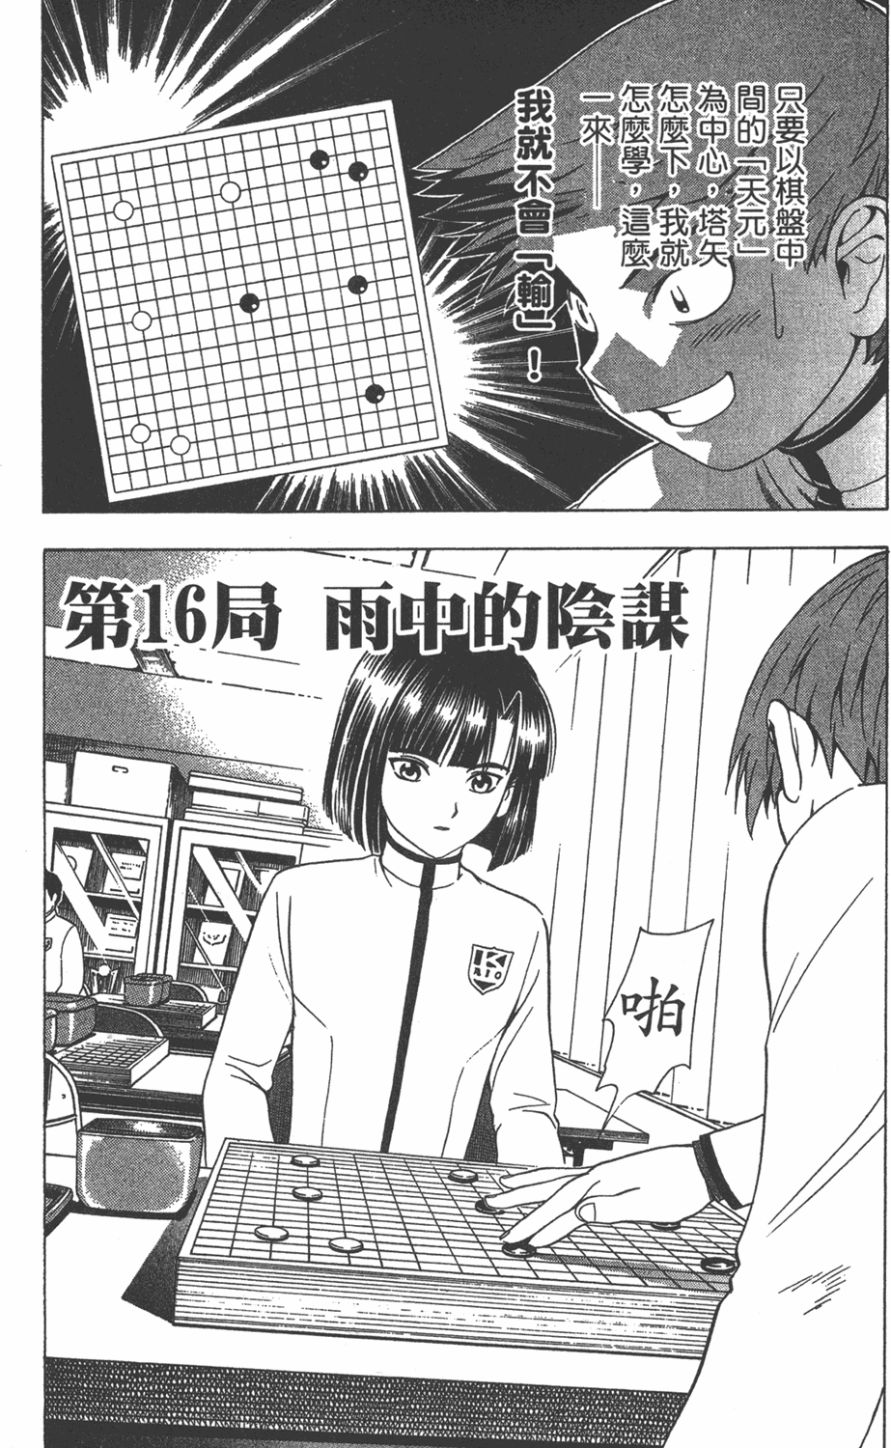 只要以棋盤中
間的「天元」
為中心，塔矢
怎麼下，我就
怎麼學，這麼
一來——
我就不會「輸」！
第16局 雨中的陰謀
K
AIO
啪